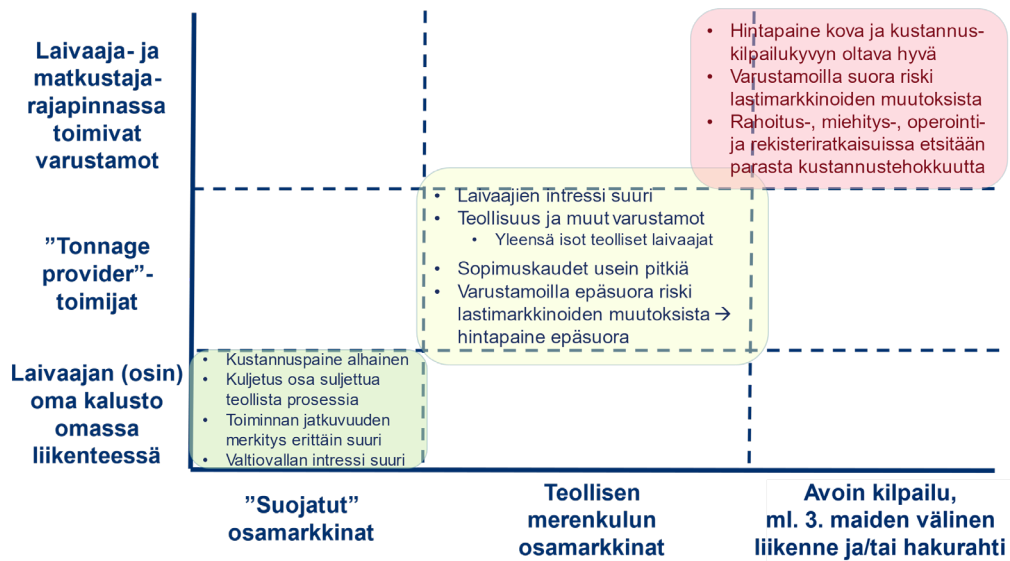 Laivaaja- ja
matkustaja-
rajapinnassa
toimivat
varustamot
• Hintapaine kova ja kustannus-
kilpailukyvyn oltava hyvä
• Varustamoilla suora riski
lastimarkkinoiden muutoksista
• Rahoitus-, miehitys-, operointi-
ja rekisteriratkaisuissa etsitään
parasta kustannustehokkuutta
”Tonnage
provider”-
toimijat
• Laivaajien intressi suuri
• Teollisuus ja muut varustamot
• Yleensä isot teolliset laivaajat
• Sopimuskaudet usein pitkiä
• Varustamoilla epäsuora riski
lastimarkkinoiden muutoksista →
hintapaine epäsuora
Laivaajan (osin)
oma kalusto
omassa
liikenteessä
• Kustannuspaine alhainen
• Kuljetus osa suljettua
teollista prosessia
• Toiminnan jatkuvuuden
merkitys erittäin suuri
• Valtiovallan intressi suuri
”Suojatut”
osamarkkinat
Teollisen
merenkulun
osamarkkinat
Avoin kilpailu,
ml. 3. maiden välinen
liikenne ja/tai hakurahti